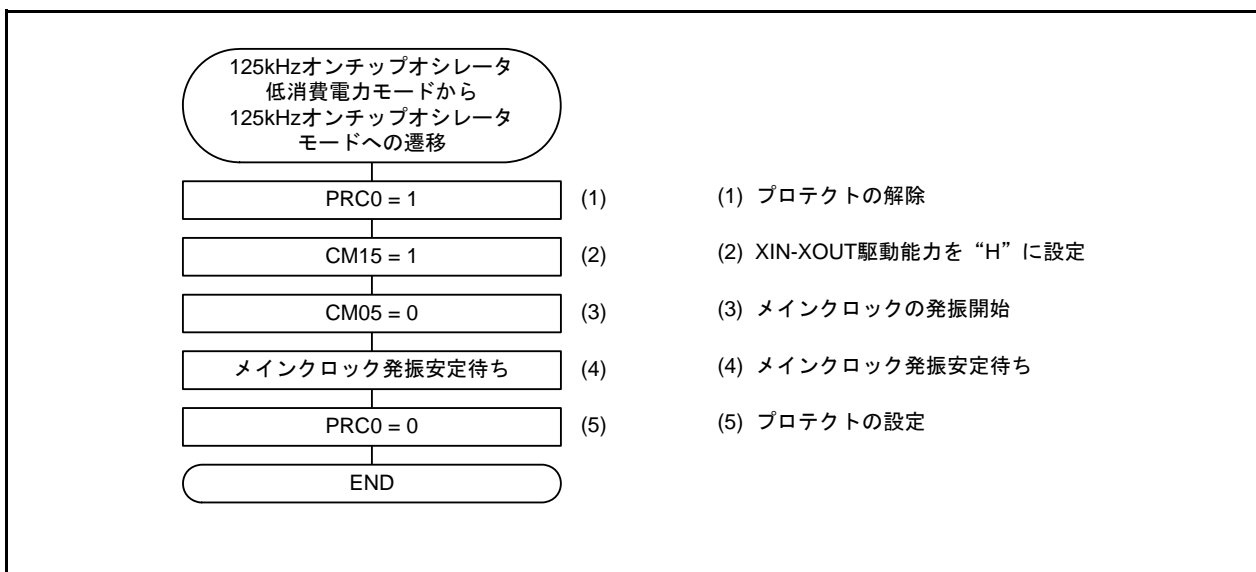 125kHzオンチップオシレータ
低消費電力モードから
125kHzオンチップオシレータ
モードへの遷移
PRC0 = 1 (1) (1) プロテクトの解除
CM15 = 1 (2) (2) XIN-XOUT駆動能力を“H”に設定
CM05 = 0 (3) (3) メインクロックの発振開始
メインクロック発振安定待ち (4) (4) メインクロック発振安定待ち
PRC0 = 0 (5) (5) プロテクトの設定
END